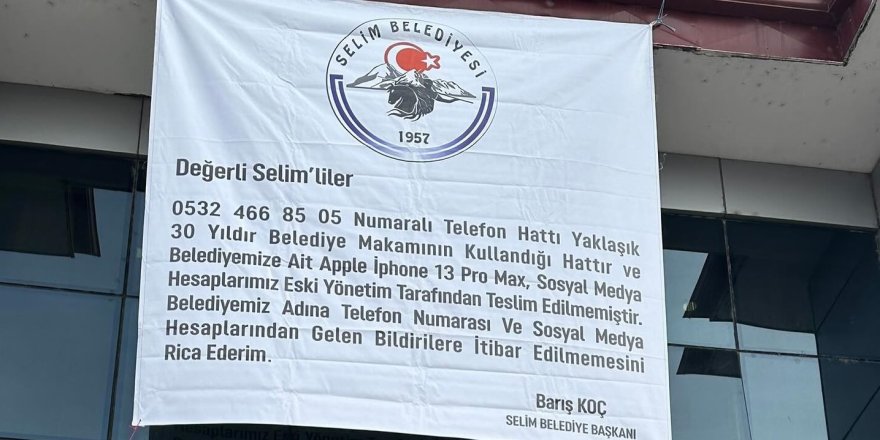 SELİM BELEDİYESİ
1957
Değerli Selim'liler
0532 466 85 05 Numaralı Telefon Hattı Yaklaşık
30 Yıldır Belediye Makamının Kullandığı Hattır ve
Belediyemize Ait Apple İphone 13 Pro Max, Sosyal Medya
Hesaplarımız Eski Yönetim Tarafından Teslim Edilmemiştir.
Belediyemiz Adına Telefon Numarası Ve Sosyal Medya
Hesaplarından Gelen Bildirilere İtibar Edilmemesini
Rica Ederim.
Barış KOÇ
SELİM BELEDİYE BAŞKANI